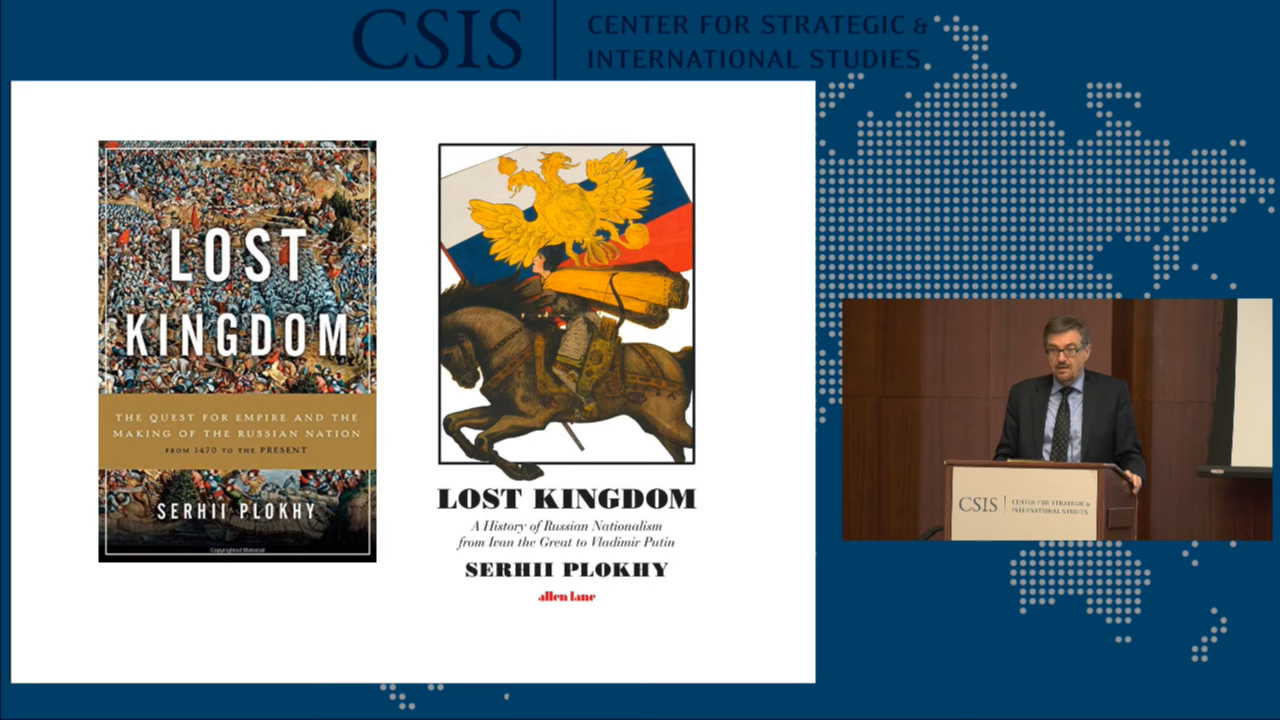 CSIS
CENTER FOR STRATEGIC &
INTERNATIONAL STUDIES
LOST
KINGDOM
THE QUEST FOR EMPIRE AND THE
MAKING OF THE RUSSIAN NATION
FROM 1470 TO THE PRESENT
SERHII PLOKHY
Copyrighted Material
LOST KINGDOM
A History of Russian Nationalism
from Ivan the Great to Vladimir Putin
SERHII PLOKHY
allen lane
CSIS
CENTER FOR STRATEGIC &
INTERNATIONAL STUDIES